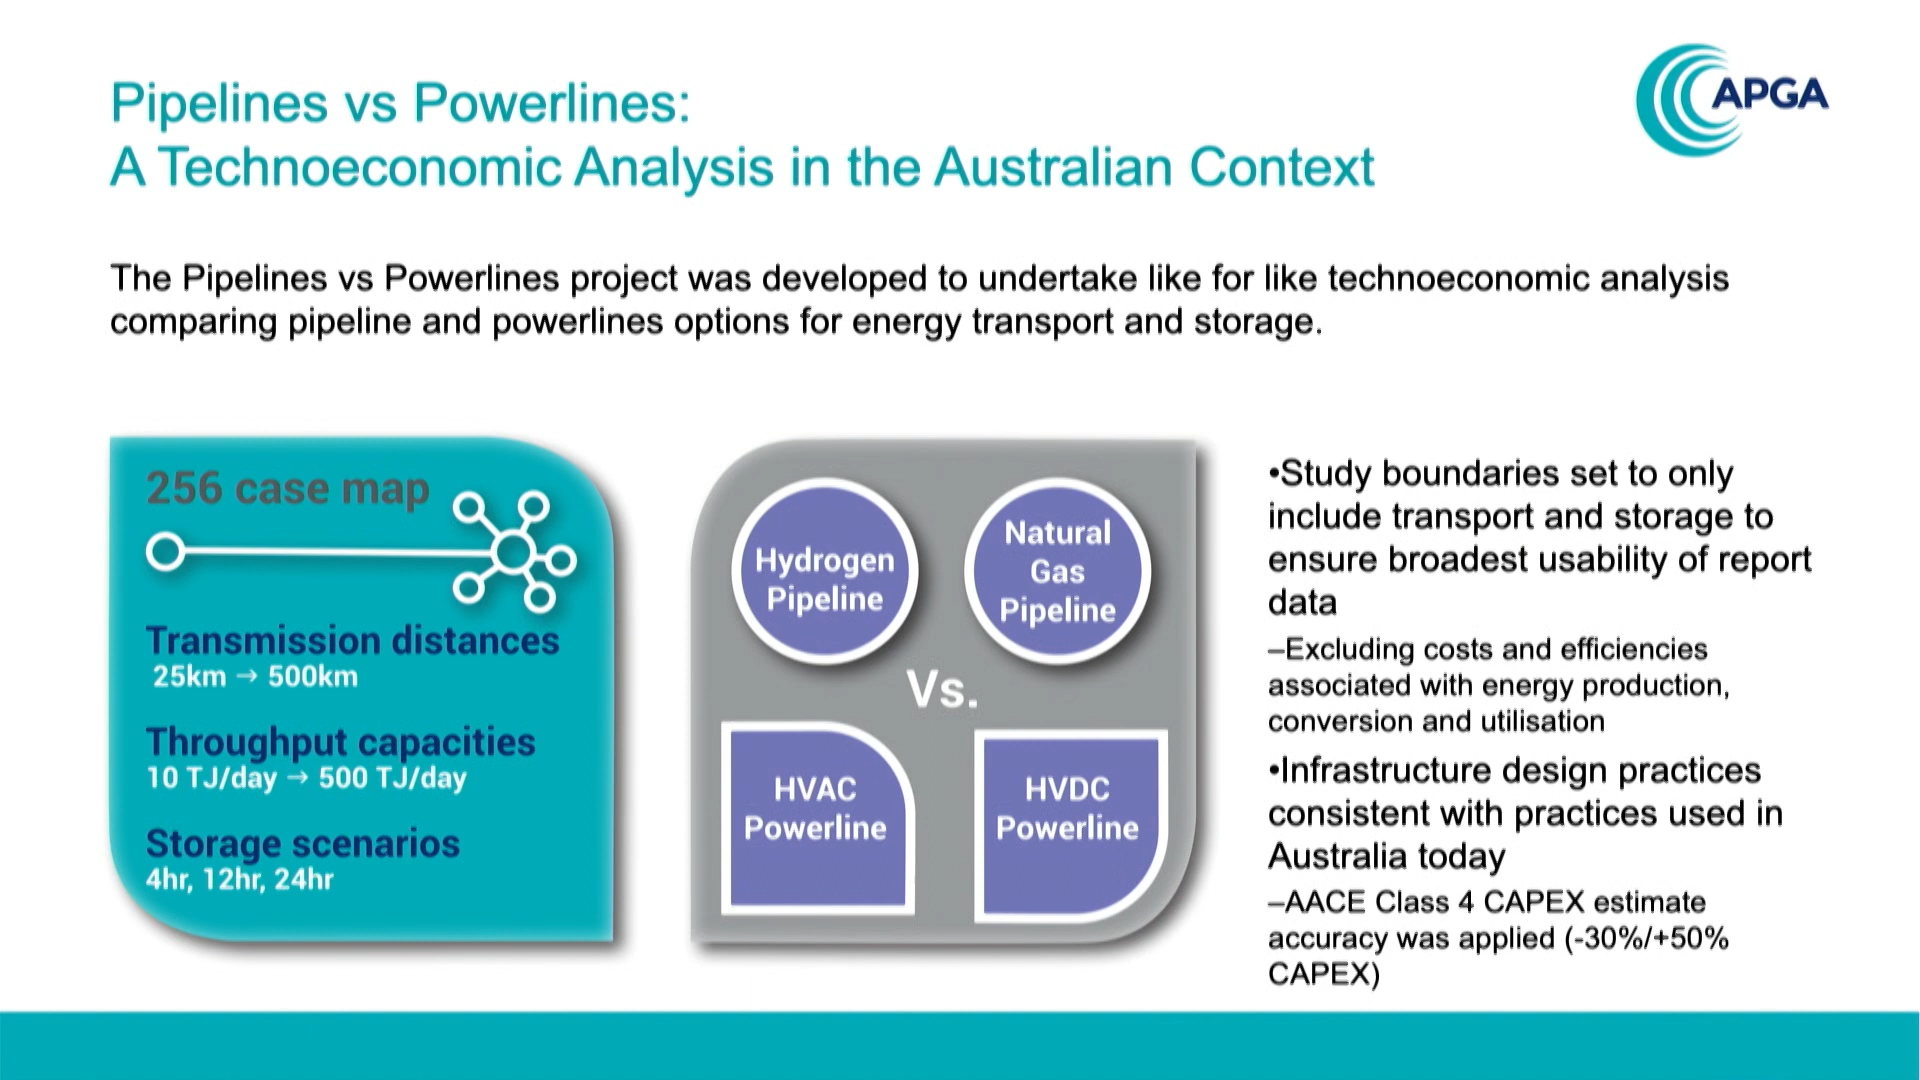 APGA
Pipelines vs Powerlines:
A Technoeconomic Analysis in the Australian Context
The Pipelines vs Powerlines project was developed to undertake like for like technoeconomic analysis
comparing pipeline and powerlines options for energy transport and storage.
256 case map
Transmission distances
25km → 500km
Throughput capacities
10 TJ/day → 500 TJ/day
Storage scenarios
4hr, 12hr, 24hr
Hydrogen
Pipeline
Natural
Gas
Pipeline
Vs.
HVAC
Powerline
HVDC
Powerline
•Study boundaries set to only
include transport and storage to
ensure broadest usability of report
data
–Excluding costs and efficiencies
associated with energy production,
conversion and utilisation
•Infrastructure design practices
consistent with practices used in
Australia today
–AACE Class 4 CAPEX estimate
accuracy was applied (-30%/+50%
CAPEX)